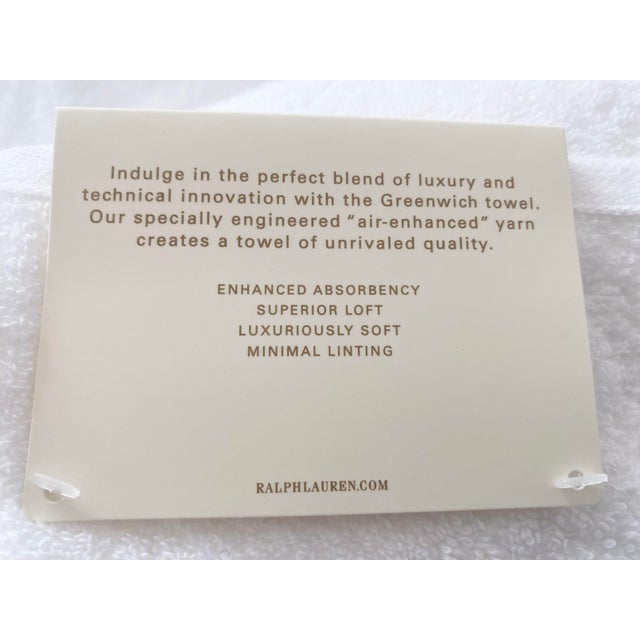 Indulge in the perfect blend of luxury and
technical innovation with the Greenwich towel.
Our specially engineered “air-enhanced” yarn
creates a towel of unrivaled quality.
ENHANCED ABSORBENCY
SUPERIOR LOFT
LUXURIOUSLY SOFT
MINIMAL LINTING
RALPHLAUREN.COM